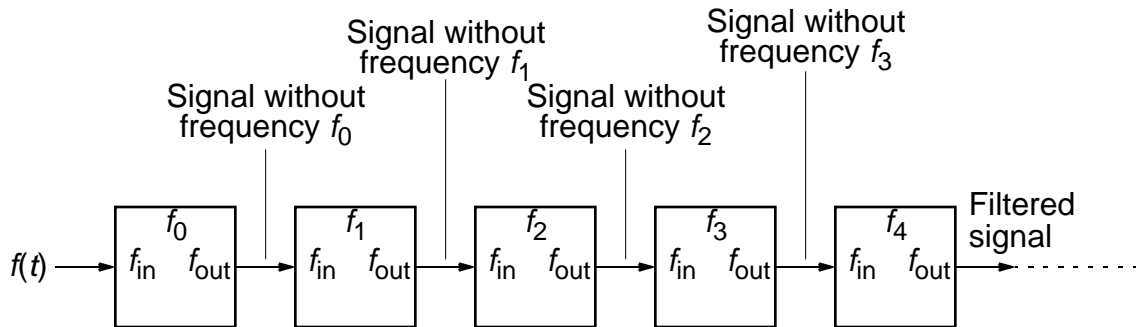 Signal without
frequency f1
Signal without
frequency f3
Signal without
frequency f0
Signal without
frequency f2
f(t)
f0
fin fout
f1
fin fout
f2
fin fout
f3
fin fout
f4
fin fout
Filtered
signal